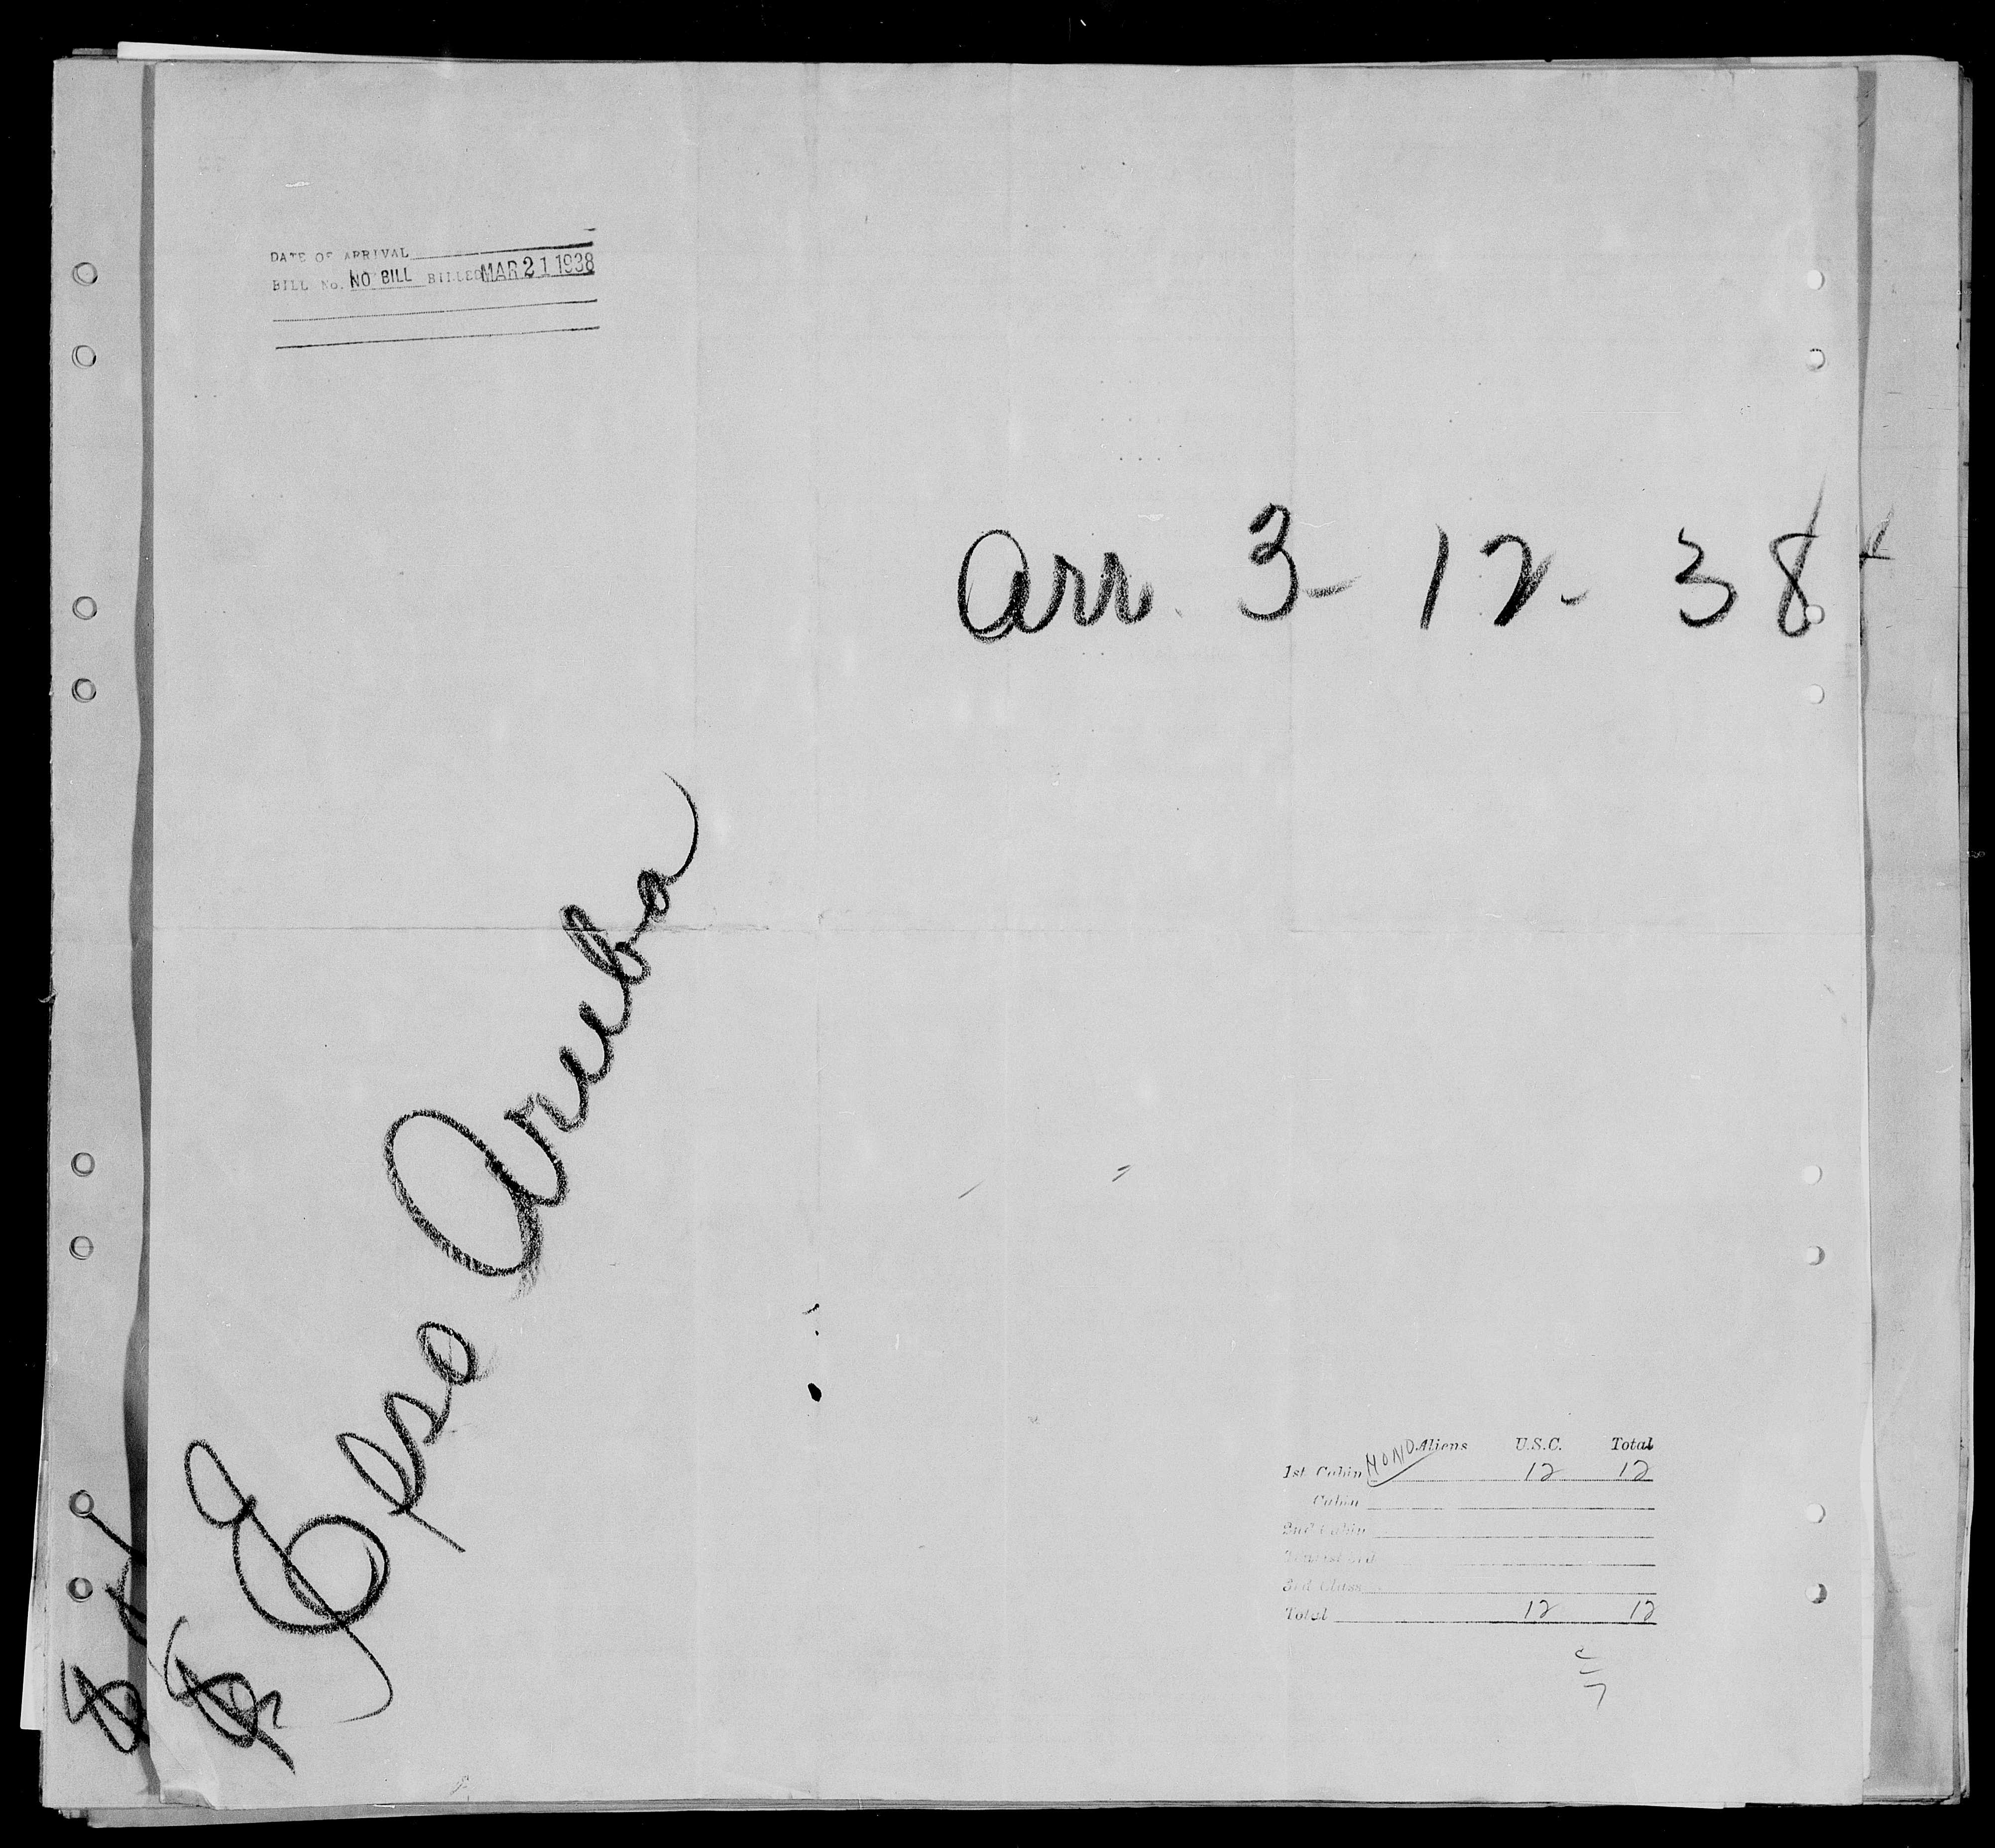 DATE OF ARRIVAL
BILL No. NO BILL BILLED MAR 21 1938
Arr. 3-12-38
SS Esso Aruba
Aliens U.S.C. Total
1st Cabin NONE 12 12
Cabin
2nd Cabin
Tourist 3rd
3rd Class
Total 12 12